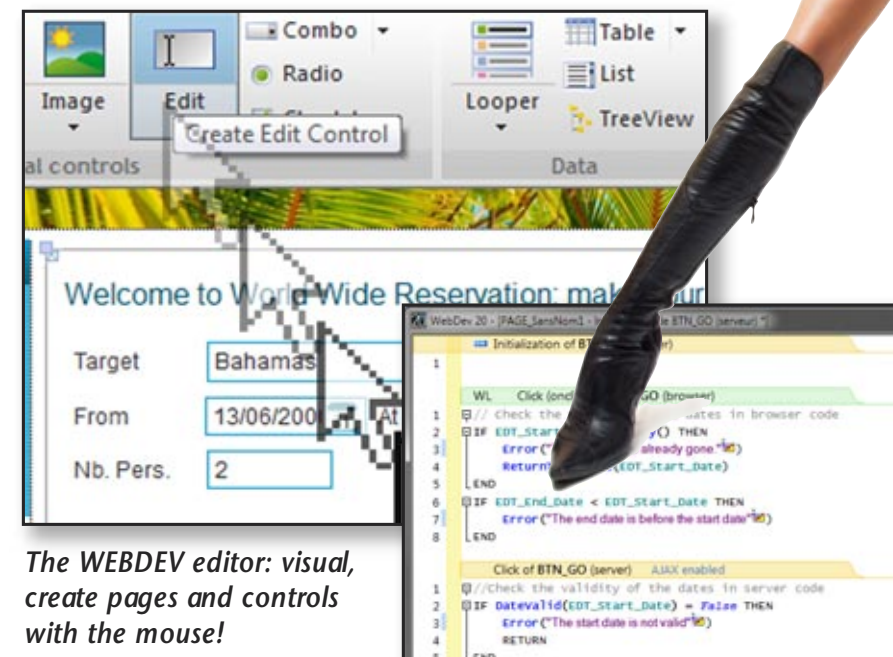 Combo
Table
Radio
List
Image
Edit
Looper
TreeView
Create Edit Control
al controls
Data
Welcome to World Wide Reservation: make your
Target
Bahamas
From
13/06/200
At
Nb. Pers.
2
WebDev 20 - [PAGE_SansNom1 - BTN_GO (serveur) *]
Initialization of
1
WL Click GO (browser)
1 // Check the dates in browser code
2 IF EDT_Start () THEN
3 Error(" already gone.")
4 (EDT_Start_Date)
5 END
6 IF EDT_End_Date < EDT_Start_Date THEN
7 Error("The end date is before the start date")
8 END
Click of BTN_GO (server) AJAX enabled
1 //Check the validity of the dates in server code
2 IF DateValid(EDT_Start_Date) = False THEN
3 Error("The start date is not valid")
4 RETURN
5 END
The WEBDEV editor: visual,
create pages and controls
with the mouse!